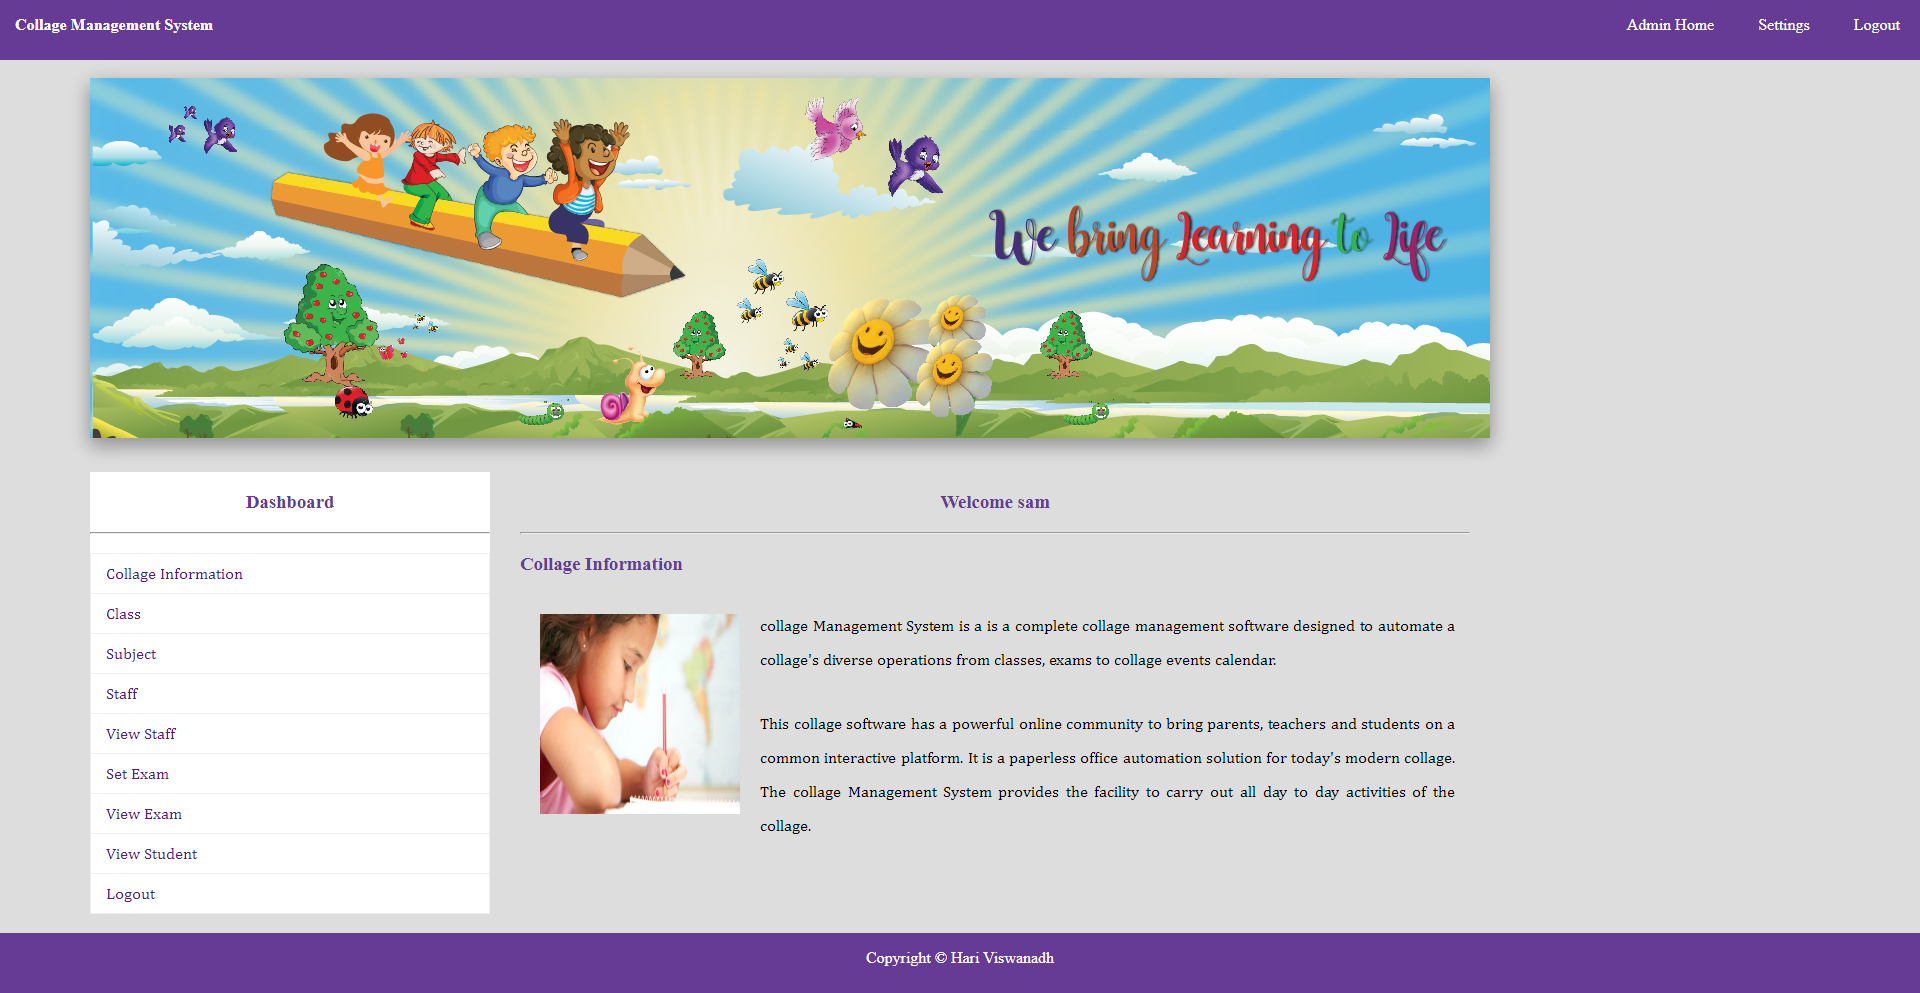 Collage Management System
Admin Home
Settings
Logout
We bring Learning to Life
Dashboard
Collage Information
Class
Subject
Staff
View Staff
Set Exam
View Exam
View Student
Logout
Welcome sam
Collage Information
collage Management System is a is a complete collage management software designed to automate a
collage's diverse operations from classes, exams to collage events calendar.
This collage software has a powerful online community to bring parents, teachers and students on a
common interactive platform. It is a paperless office automation solution for today's modern collage.
The collage Management System provides the facility to carry out all day to day activities of the
collage.
Copyright © Hari Viswanadh